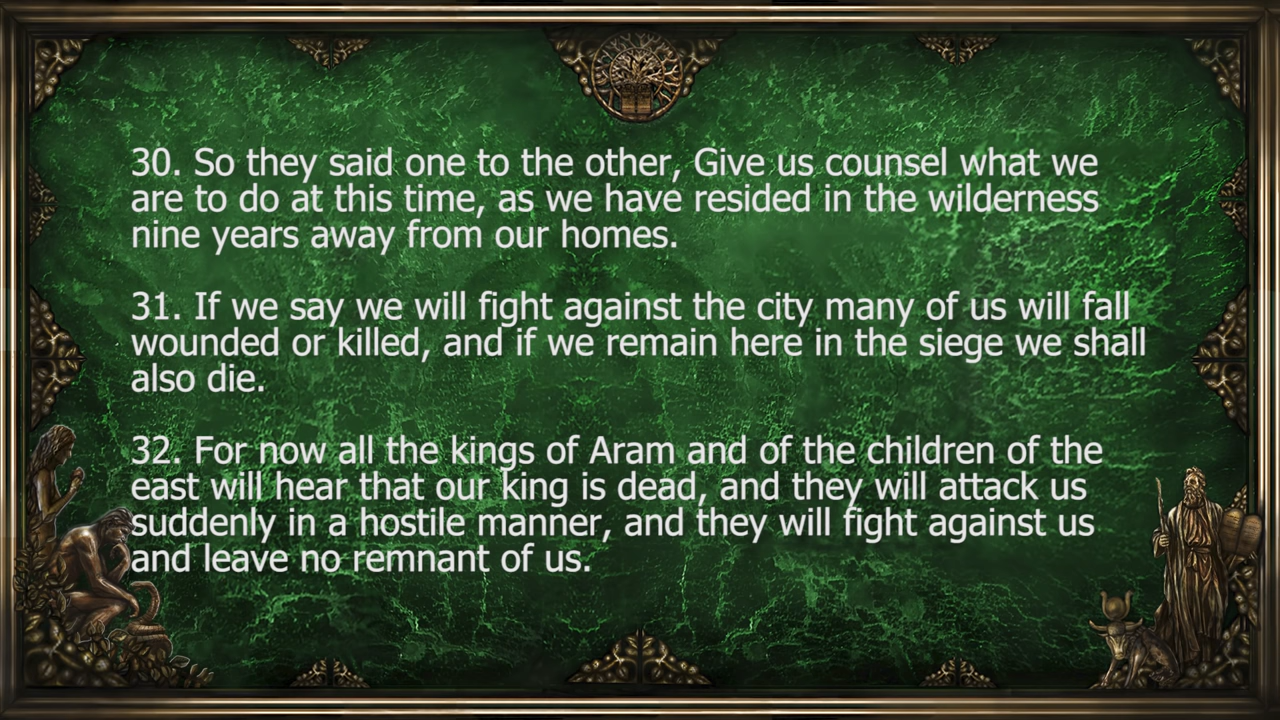 30. So they said one to the other, Give us counsel what we
are to do at this time, as we have resided in the wilderness
nine years away from our homes.
31. If we say we will fight against the city many of us will fall
wounded or killed, and if we remain here in the siege we shall
also die.
32. For now all the kings of Aram and of the children of the
east will hear that our king is dead, and they will attack us
suddenly in a hostile manner, and they will fight against us
and leave no remnant of us.